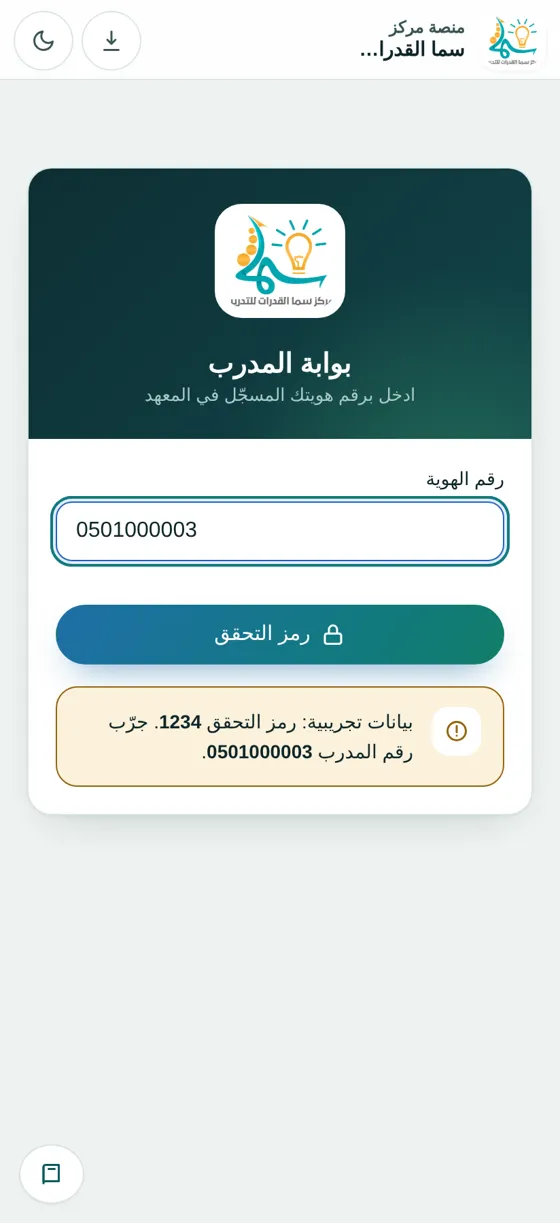 منصة مركز
سما القدرا...
مركز سما القدرات للتدريب
بوابة المدرب
ادخل برقم هويتك المسجّل في المعهد
رقم الهوية
0501000003
رمز التحقق
بيانات تجريبية: رمز التحقق 1234. جرّب
رقم المدرب 0501000003.